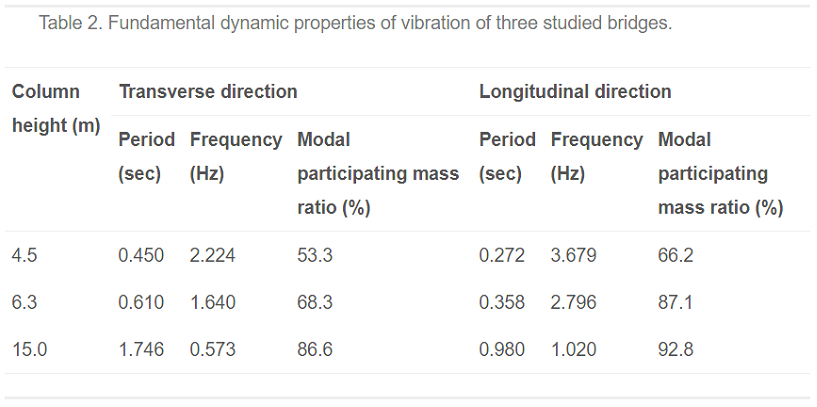 Table 2. Fundamental dynamic properties of vibration of three studied bridges.
Column height (m) Transverse direction Longitudinal direction
Period (sec) Frequency (Hz) Modal participating mass ratio (%) Period (sec) Frequency (Hz) Modal participating mass ratio (%)
4.5 0.450 2.224 53.3 0.272 3.679 66.2
6.3 0.610 1.640 68.3 0.358 2.796 87.1
15.0 1.746 0.573 86.6 0.980 1.020 92.8